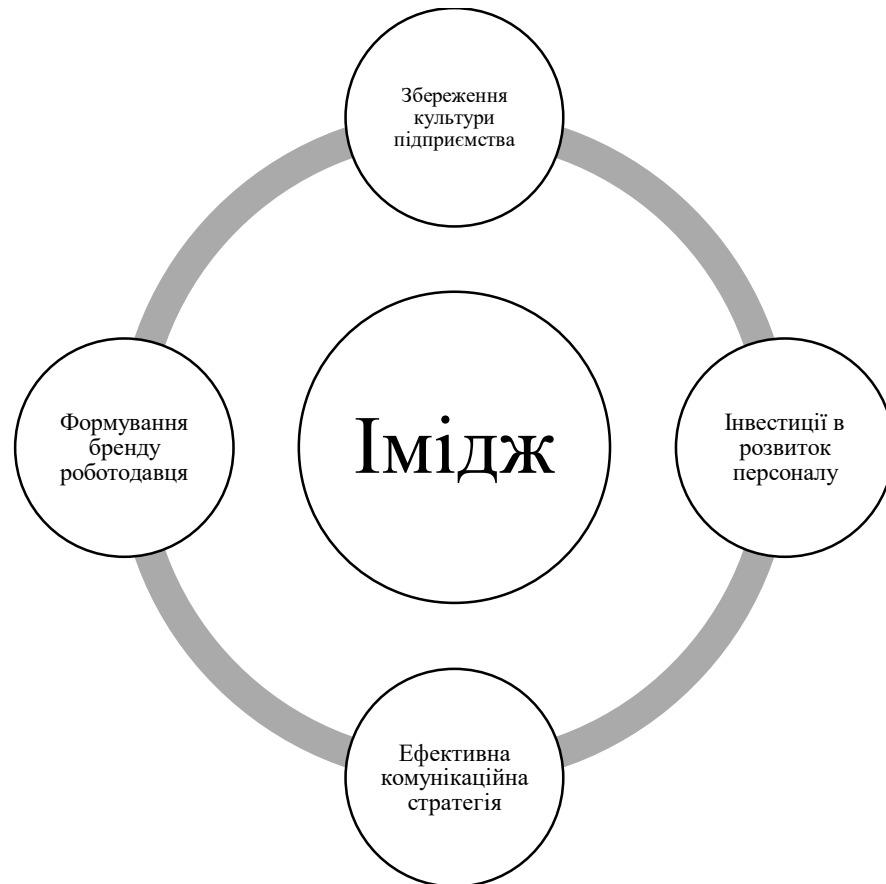 Збереження
культури
підприємства
Формування
бренду
роботодавця
Імідж
Інвестиції в
розвиток
персоналу
Ефективна
комунікаційна
стратегія